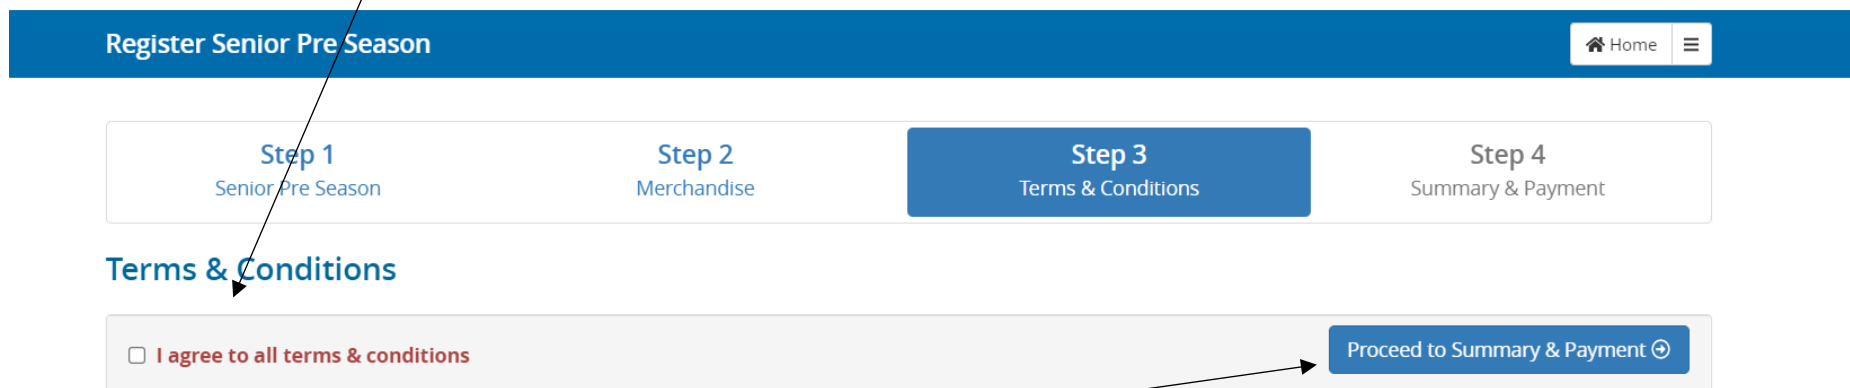 Register Senior Pre Season
Home
Step 1
Senior Pre Season
Step 2
Merchandise
Step 3
Terms & Conditions
Step 4
Summary & Payment
Terms & Conditions
I agree to all terms & conditions
Proceed to Summary & Payment